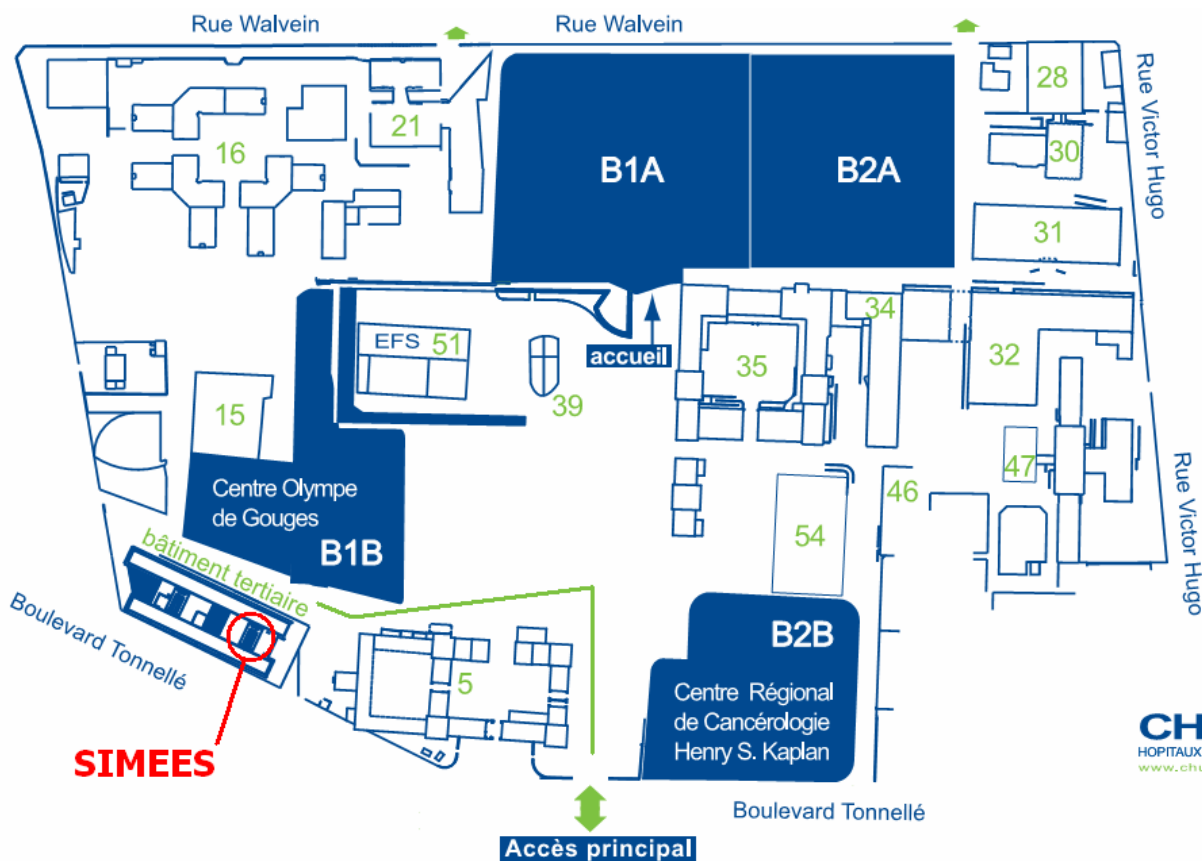 Rue Walvein
Rue Walvein
28
Rue Victor Hugo
21
16
B1A
B2A
30
31
34
EFS 51
accueil
35
32
39
15
47
46
Centre Olympe
de Gouges
B1B
54
Rue Victor Hugo
bâtiment tertiaire
Boulevard Tonnellé
B2B
5
Centre Régional
de Cancérologie
Henry S. Kaplan
SIMEES
CH
HOPITAUX
www.chu
Boulevard Tonnellé
Accès principal